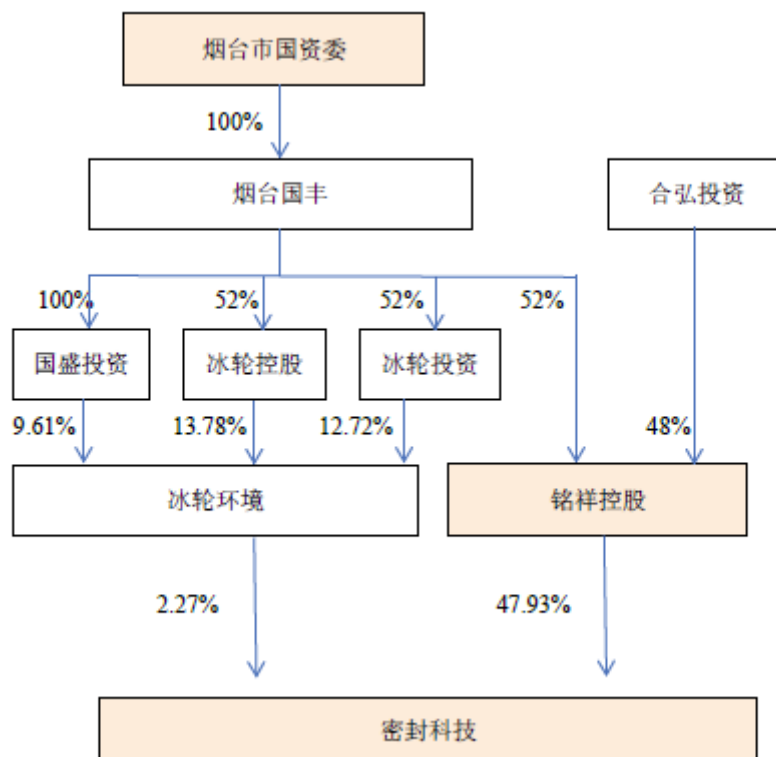 烟台市国资委
100%
烟台国丰
合弘投资
100%
52%
52%
52%
国盛投资
冰轮控股
冰轮投资
9.61%
13.78%
12.72%
48%
冰轮环境
铭祥控股
2.27%
47.93%
密封科技